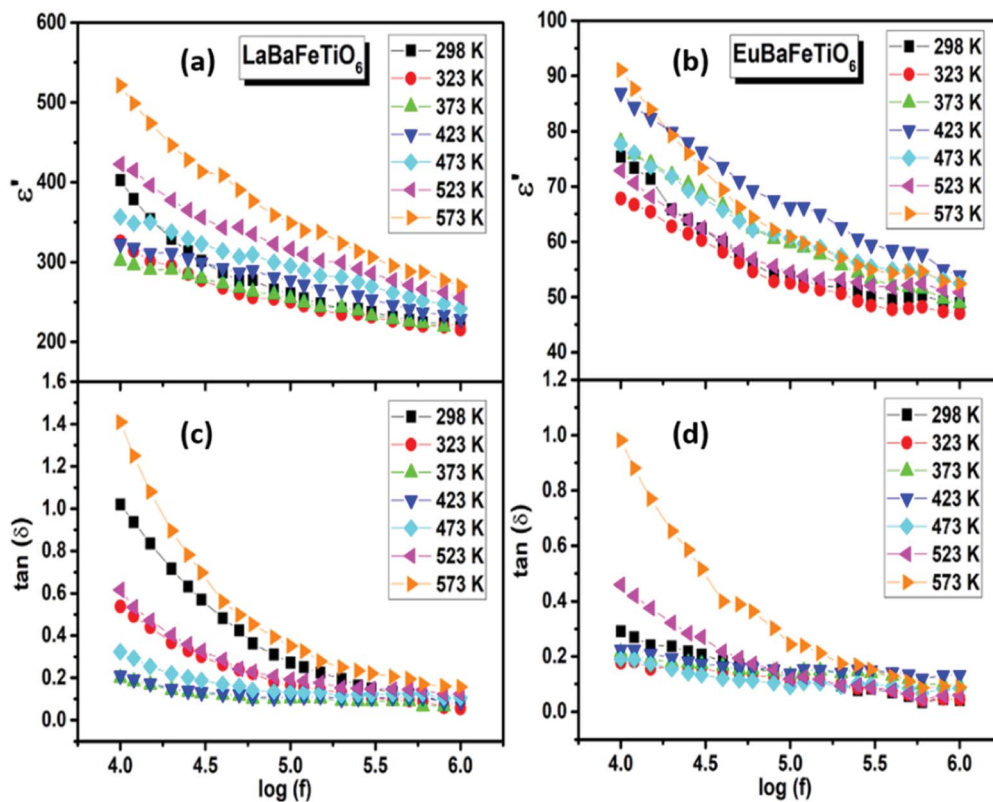 600
500
400
300
200
ε'
(a)
LaBaFeTiO₆
298 K
323 K
373 K
423 K
473 K
523 K
573 K
100
90
80
70
60
50
40
ε'
(b)
EuBaFeTiO₆
298 K
323 K
373 K
423 K
473 K
523 K
573 K
1.6
1.4
1.2
1.0
0.8
0.6
0.4
0.2
0.0
tan (δ)
(c)
298 K
323 K
373 K
423 K
473 K
523 K
573 K
4.0 4.5 5.0 5.5 6.0
log (f)
1.2
1.0
0.8
0.6
0.4
0.2
0.0
tan (δ)
(d)
298 K
323 K
373 K
423 K
473 K
523 K
573 K
4.0 4.5 5.0 5.5 6.0
log (f)